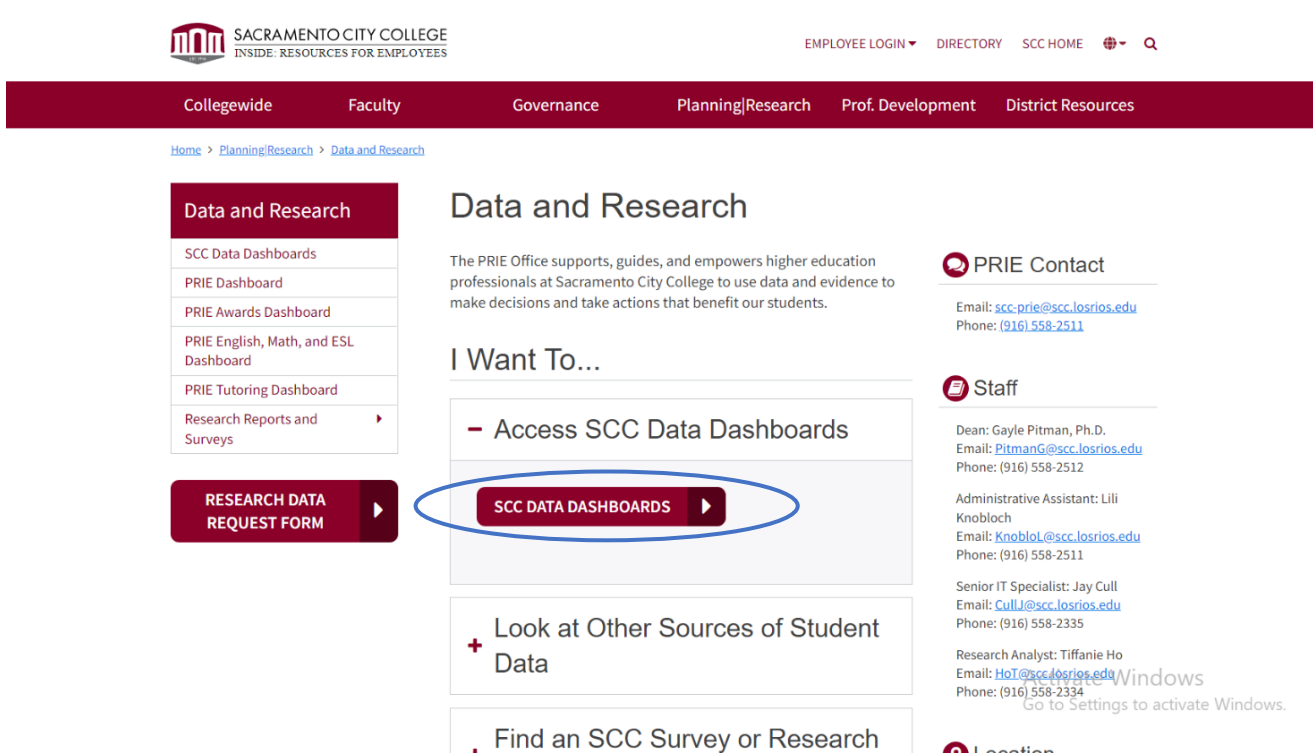 SACRAMENTO CITY COLLEGE
INSIDE: RESOURCES FOR EMPLOYEES
EMPLOYEE LOGIN DIRECTORY SCC HOME
Collegewide Faculty Governance Planning|Research Prof. Development District Resources
Home > Planning|Research > Data and Research
Data and Research
SCC Data Dashboards
PRIE Dashboard
PRIE Awards Dashboard
PRIE English, Math, and ESL
Dashboard
PRIE Tutoring Dashboard
Research Reports and
Surveys
RESEARCH DATA
REQUEST FORM
Data and Research
The PRIE Office supports, guides, and empowers higher education
professionals at Sacramento City College to use data and evidence to
make decisions and take actions that benefit our students.
I Want To...
Access SCC Data Dashboards
SCC DATA DASHBOARDS
Look at Other Sources of Student
Data
Find an SCC Survey or Research
PRIE Contact
Email: scc-prie@scc.losrios.edu
Phone: (916) 558-2511
Staff
Dean: Gayle Pitman, Ph.D.
Email: PitmanG@scc.losrios.edu
Phone: (916) 558-2512
Administrative Assistant: Lili
Knobloch
Email: KnobloL@scc.losrios.edu
Phone: (916) 558-2511
Senior IT Specialist: Jay Cull
Email: CullJ@scc.losrios.edu
Phone: (916) 558-2335
Research Analyst: Tiffanie Ho
Email: HoT@scc.losrios.edu
Phone: (916) 558-2334
Activate Windows
Go to Settings to activate Windows.
Location